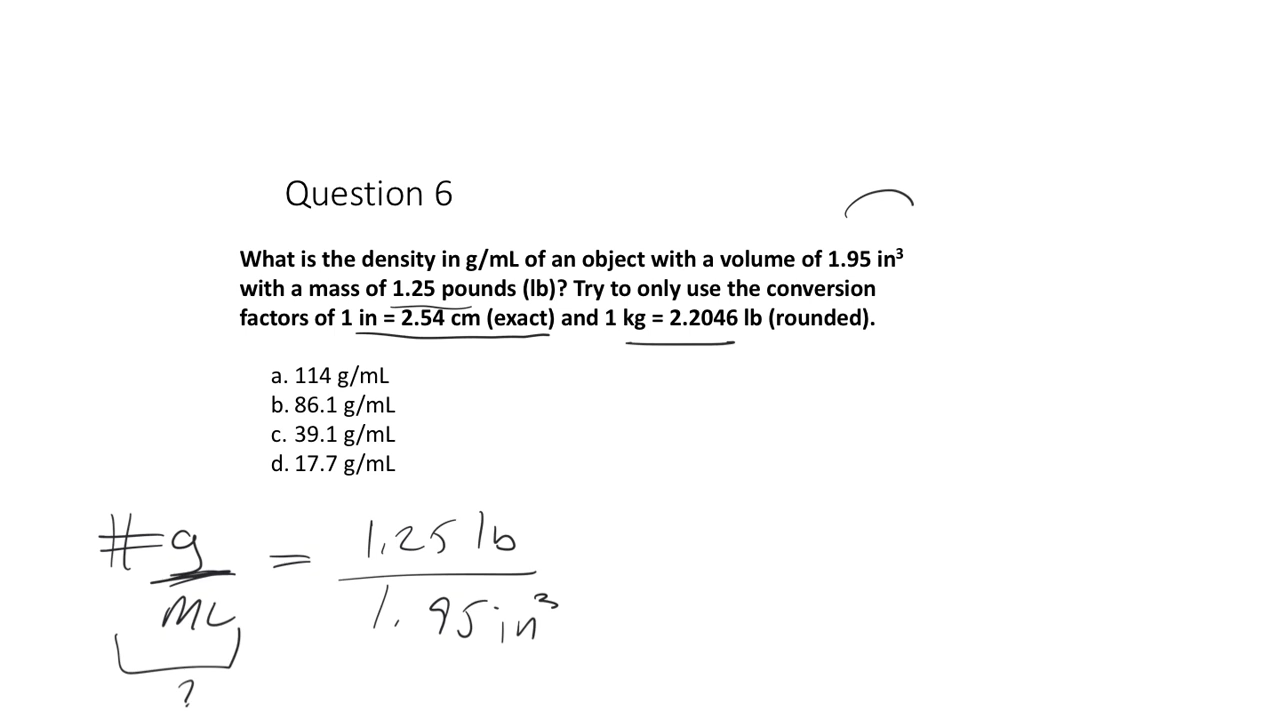 Question 6
What is the density in g/mL of an object with a volume of 1.95 in³
with a mass of 1.25 pounds (lb)? Try to only use the conversion
factors of 1 in = 2.54 cm (exact) and 1 kg = 2.2046 lb (rounded).
a. 114 g/mL
b. 86.1 g/mL
c. 39.1 g/mL
d. 17.7 g/mL
#g = 1.25 lb
mL 1.95 in³
?